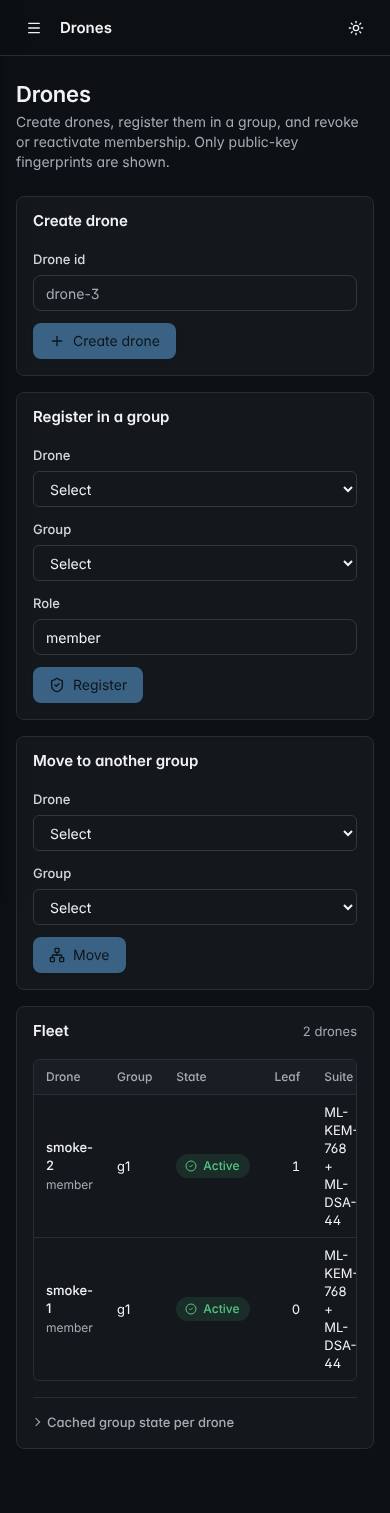 Drones
Drones
Create drones, register them in a group, and revoke
or reactivate membership. Only public-key
fingerprints are shown.
Create drone
Drone id
drone-3
Create drone
Register in a group
Drone
Select
Group
Select
Role
member
Register
Move to another group
Drone
Select
Group
Select
Move
Fleet 2 drones
Drone Group State Leaf Suite
smoke-
2
member
g1
Active
1
ML-
KEM-
768
+
ML-
DSA-
44
smoke-
1
member
g1
Active
0
ML-
KEM-
768
+
ML-
DSA-
44
Cached group state per drone